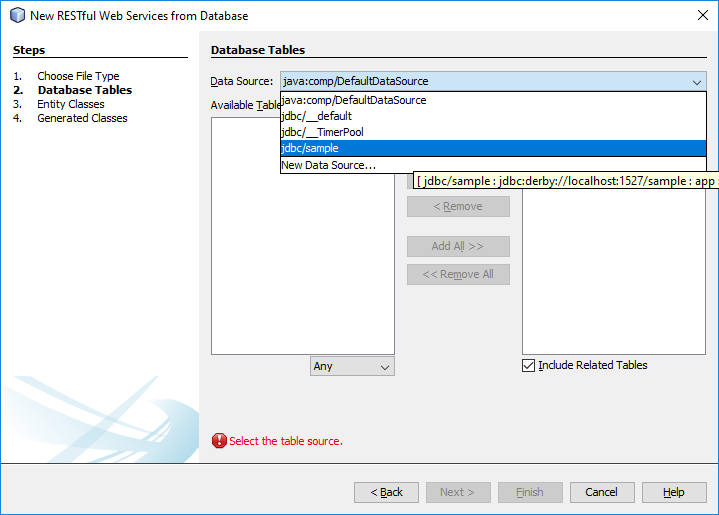 New RESTful Web Services from Database
Steps
1. Choose File Type
2. Database Tables
3. Entity Classes
4. Generated Classes
Database Tables
Data Source: java:comp/DefaultDataSource
java:comp/DefaultDataSource
jdbc/__default
jdbc/__TimerPool
jdbc/sample
New Data Source...
Available Table
[ jdbc/sample : jdbc:derby://localhost:1527/sample : app :
< Remove
Add All >>
<< Remove All
Any
Include Related Tables
Select the table source.
< Back
Next >
Finish
Cancel
Help